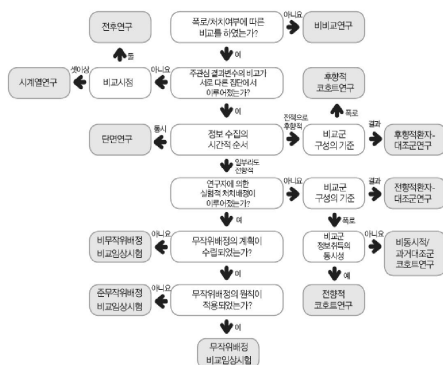 전후연구
폭로/처치여부에 따른
비교를 하였는가?
아니요
비비교연구
둘
예
시계열연구
셋이상
비교시점
아니요
주관심 결과변수의 비교가
서로 다른 집단에서
이루어졌는가?
후향적
코호트연구
예
폭로
단면연구
동시
정보 수집의
시간적 순서
전적으로
후향적
비교군
구성의 기준
결과
후향적환자-
대조군연구
일부라도
전향적
연구자에 의한
실험적 처치배정이
이루어졌는가?
아니요
비교군
구성의 기준
결과
전향적환자-
대조군연구
예
폭로
비무작위배정
비교임상시험
아니요
무작위배정의 계획이
수립되었는가?
비교군
정보취득의
동시성
아니요
비동시적/
과거대조군
코호트연구
예
예
준무작위배정
비교임상시험
아니요
무작위배정의 원칙이
적용되었는가?
전향적
코호트연구
예
무작위배정
비교임상시험